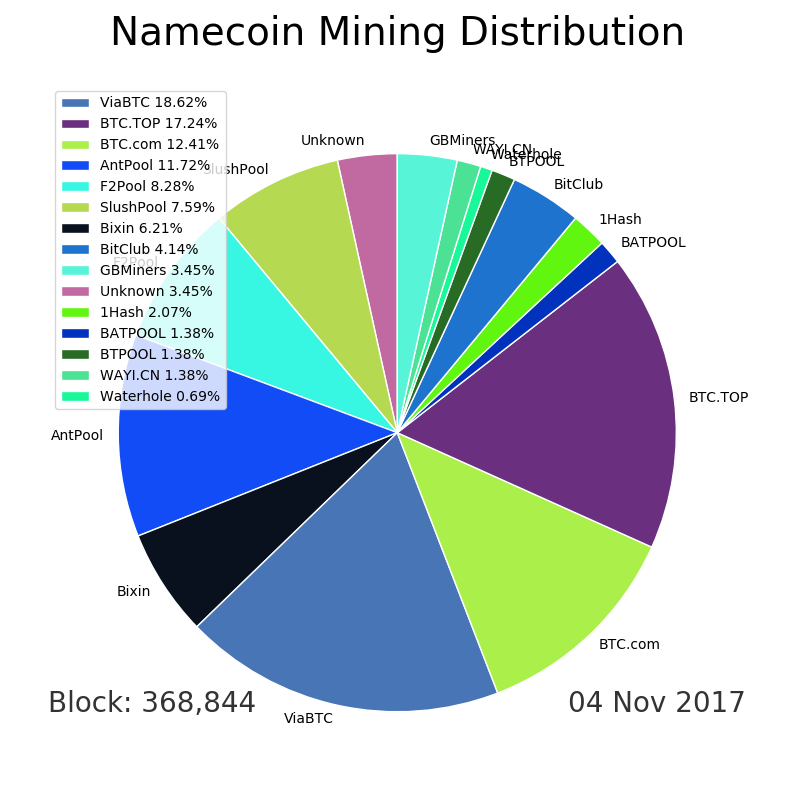 Namecoin Mining Distribution
ViaBTC 18.62%
BTC.TOP 17.24%
BTC.com 12.41%
AntPool 11.72%
F2Pool 8.28%
SlushPool 7.59%
Bixin 6.21%
BitClub 4.14%
GBMiners 3.45%
Unknown 3.45%
1Hash 2.07%
BATPOOL 1.38%
BTPOOL 1.38%
WAYI.CN 1.38%
Waterhole 0.69%
Unknown
GBMiners
WAYI.CN
Waterhole
BTPOOL
SlushPool
BitClub
1Hash
BATPOOL
F2Pool
BTC.TOP
AntPool
Bixin
BTC.com
ViaBTC
Block: 368,844
04 Nov 2017